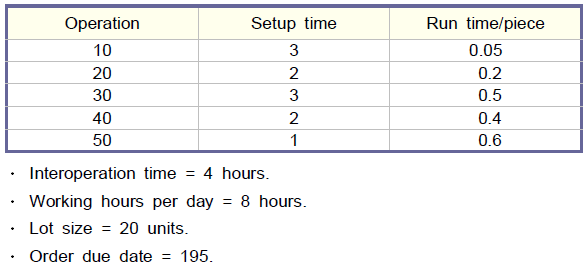 Operation Setup time Run time/piece
10 3 0.05
20 2 0.2
30 3 0.5
40 2 0.4
50 1 0.6
· Interoperation time = 4 hours.
· Working hours per day = 8 hours.
· Lot size = 20 units.
· Order due date = 195.